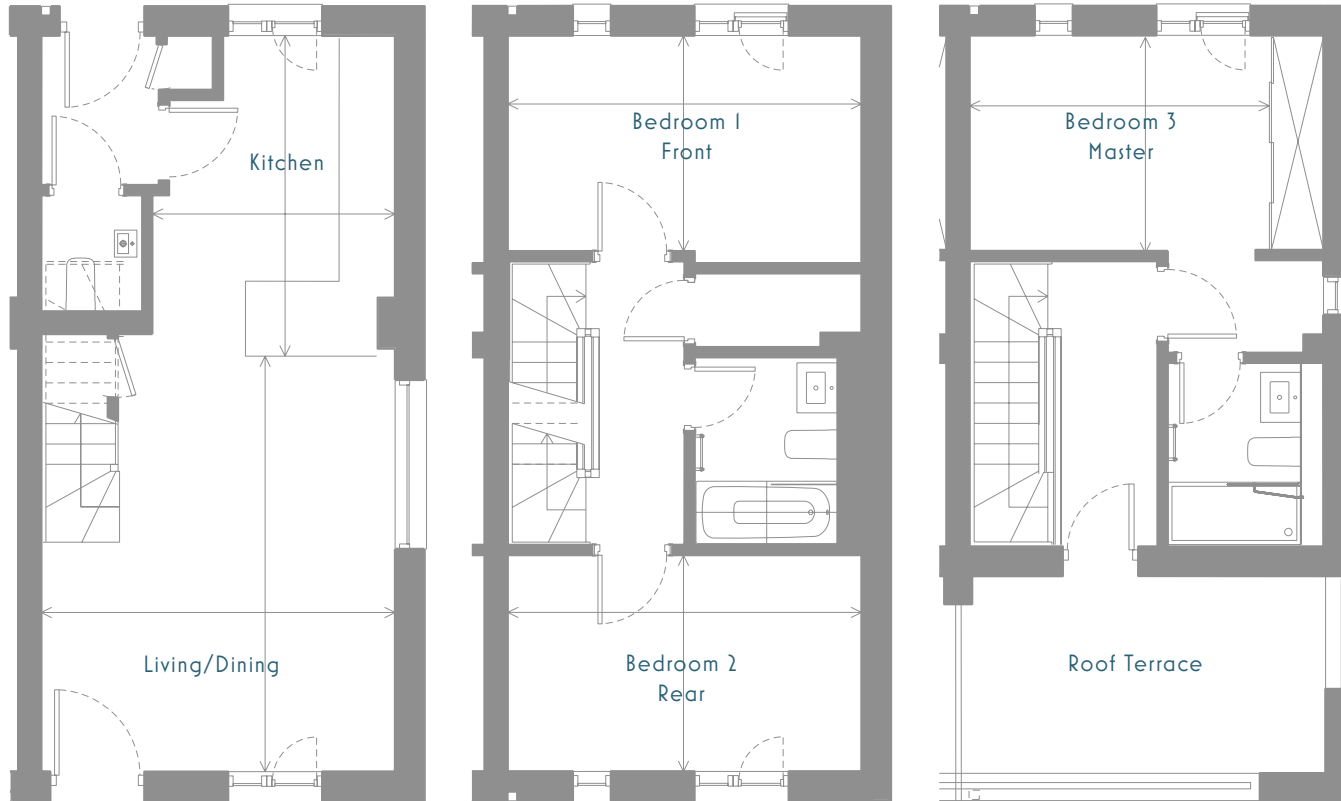 Kitchen
Living/Dining
Bedroom 1
Front
Bedroom 2
Rear
Bedroom 3
Master
Roof Terrace